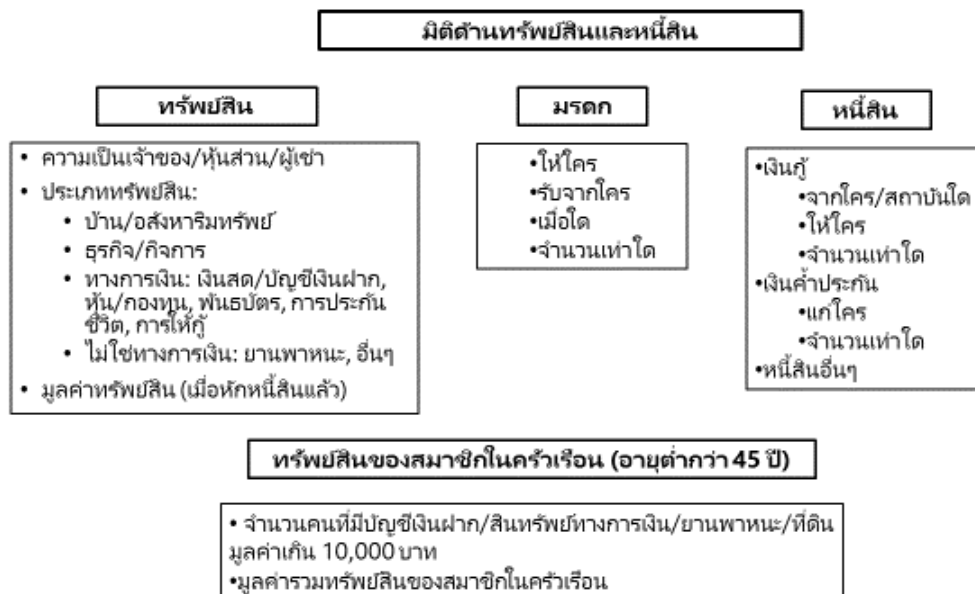 มิติด้านทรัพย์สินและหนี้สิน
ทรัพย์สิน
• ความเป็นเจ้าของ/หุ้นส่วน/ผู้เช่า
• ประเภททรัพย์สิน:
• บ้าน/อสังหาริมทรัพย์
• ธุรกิจ/กิจการ
• ทางการเงิน: เงินสด/บัญชีเงินฝาก,
หุ้น/กองทุน, พันธบัตร, การประกัน
ชีวิต, การให้กู้
• ไม่ใช่ทางการเงิน: ยานพาหนะ, อื่นๆ
• มูลค่าทรัพย์สิน (เมื่อหักหนี้สินแล้ว)
มรดก
•ให้ใคร
•รับจากใคร
•เมื่อใด
•จำนวนเท่าใด
หนี้สิน
•เงินกู้
•จากใคร/สถาบันใด
•ให้ใคร
•จำนวนเท่าใด
•เงินค้ำประกัน
•แก่ใคร
•จำนวนเท่าใด
•หนี้สินอื่นๆ
ทรัพย์สินของสมาชิกในครัวเรือน (อายุต่ำกว่า 45 ปี)
• จำนวนคนที่มีบัญชีเงินฝาก/สินทรัพย์ทางการเงิน/ยานพาหนะ/ที่ดิน
มูลค่าเกิน 10,000 บาท
•มูลค่ารวมทรัพย์สินของสมาชิกในครัวเรือน